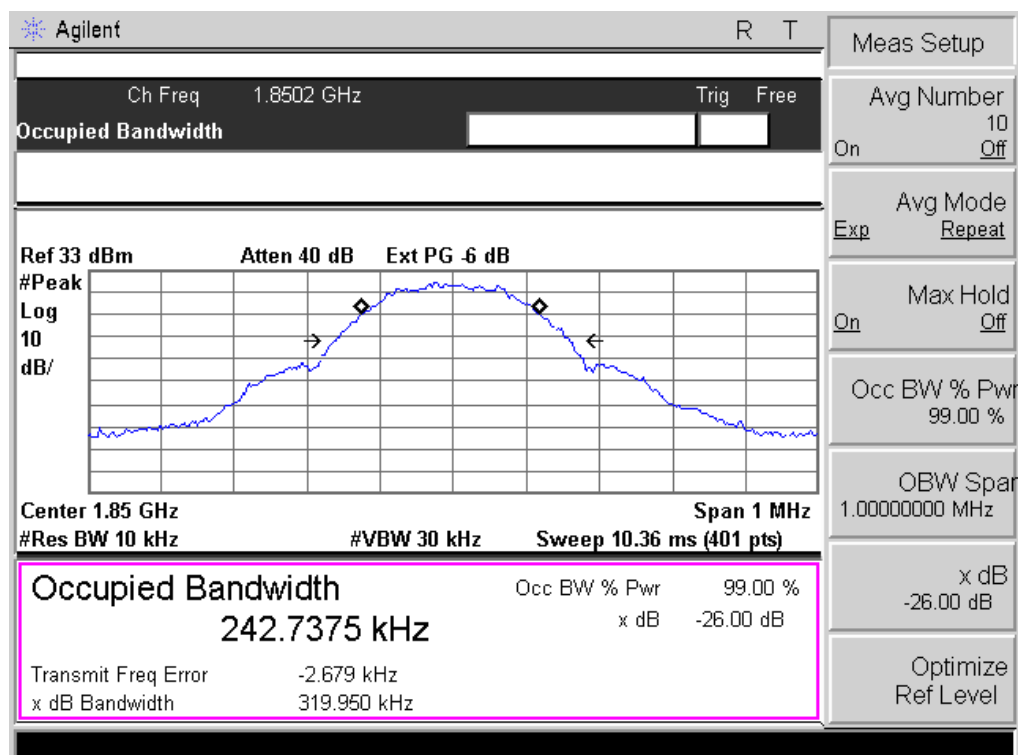 Agilent R T
Ch Freq 1.8502 GHz Trig Free
Occupied Bandwidth
Ref 33 dBm Atten 40 dB Ext PG -6 dB
#Peak
Log
10
dB/
Center 1.85 GHz Span 1 MHz
#Res BW 10 kHz #VBW 30 kHz Sweep 10.36 ms (401 pts)
Occupied Bandwidth
242.7375 kHz
Occ BW % Pwr 99.00 %
x dB -26.00 dB
Transmit Freq Error -2.679 kHz
x dB Bandwidth 319.950 kHz
Meas Setup
Avg Number
10
On Off
Avg Mode
Exp Repeat
Max Hold
On Off
Occ BW % Pwr
99.00 %
OBW Span
1.00000000 MHz
x dB
-26.00 dB
Optimize
Ref Level